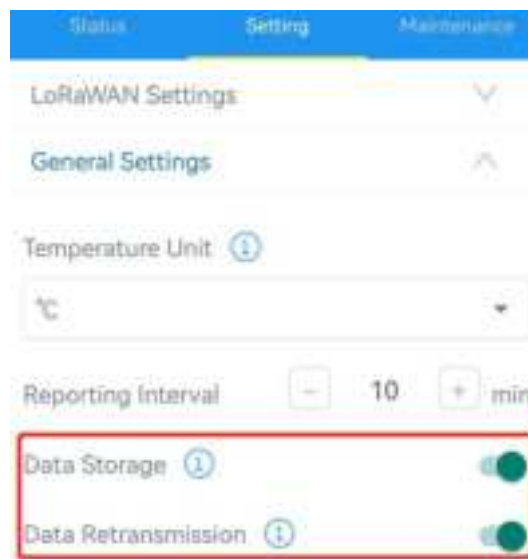 Status Setting Maintenance
LoRaWAN Settings
General Settings
Temperature Unit
℃
Reporting Interval - 10 + min
Data Storage
Data Retransmission